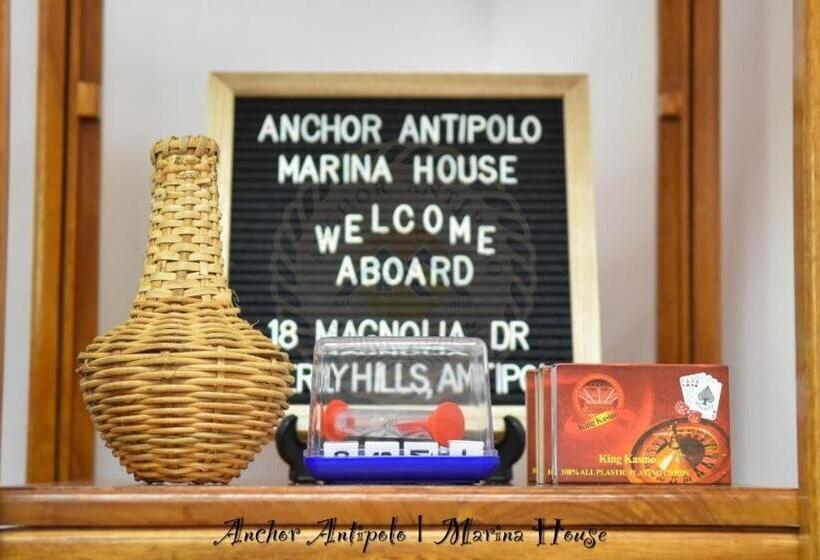 ANCHOR ANTIPOLO
MARINA HOUSE
WELCOME
ABOARD
18 MAGNOLIA DR
HILLS,
King Kasino
King Kasino
100% ALL PLASTIC PLAYING CARDS
Anchor Antipolo | Marina House